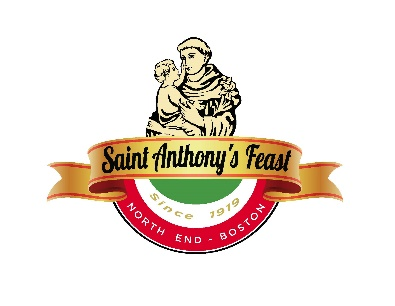 Saint Anthony's Feast
Since 1919
NORTH END - BOSTON